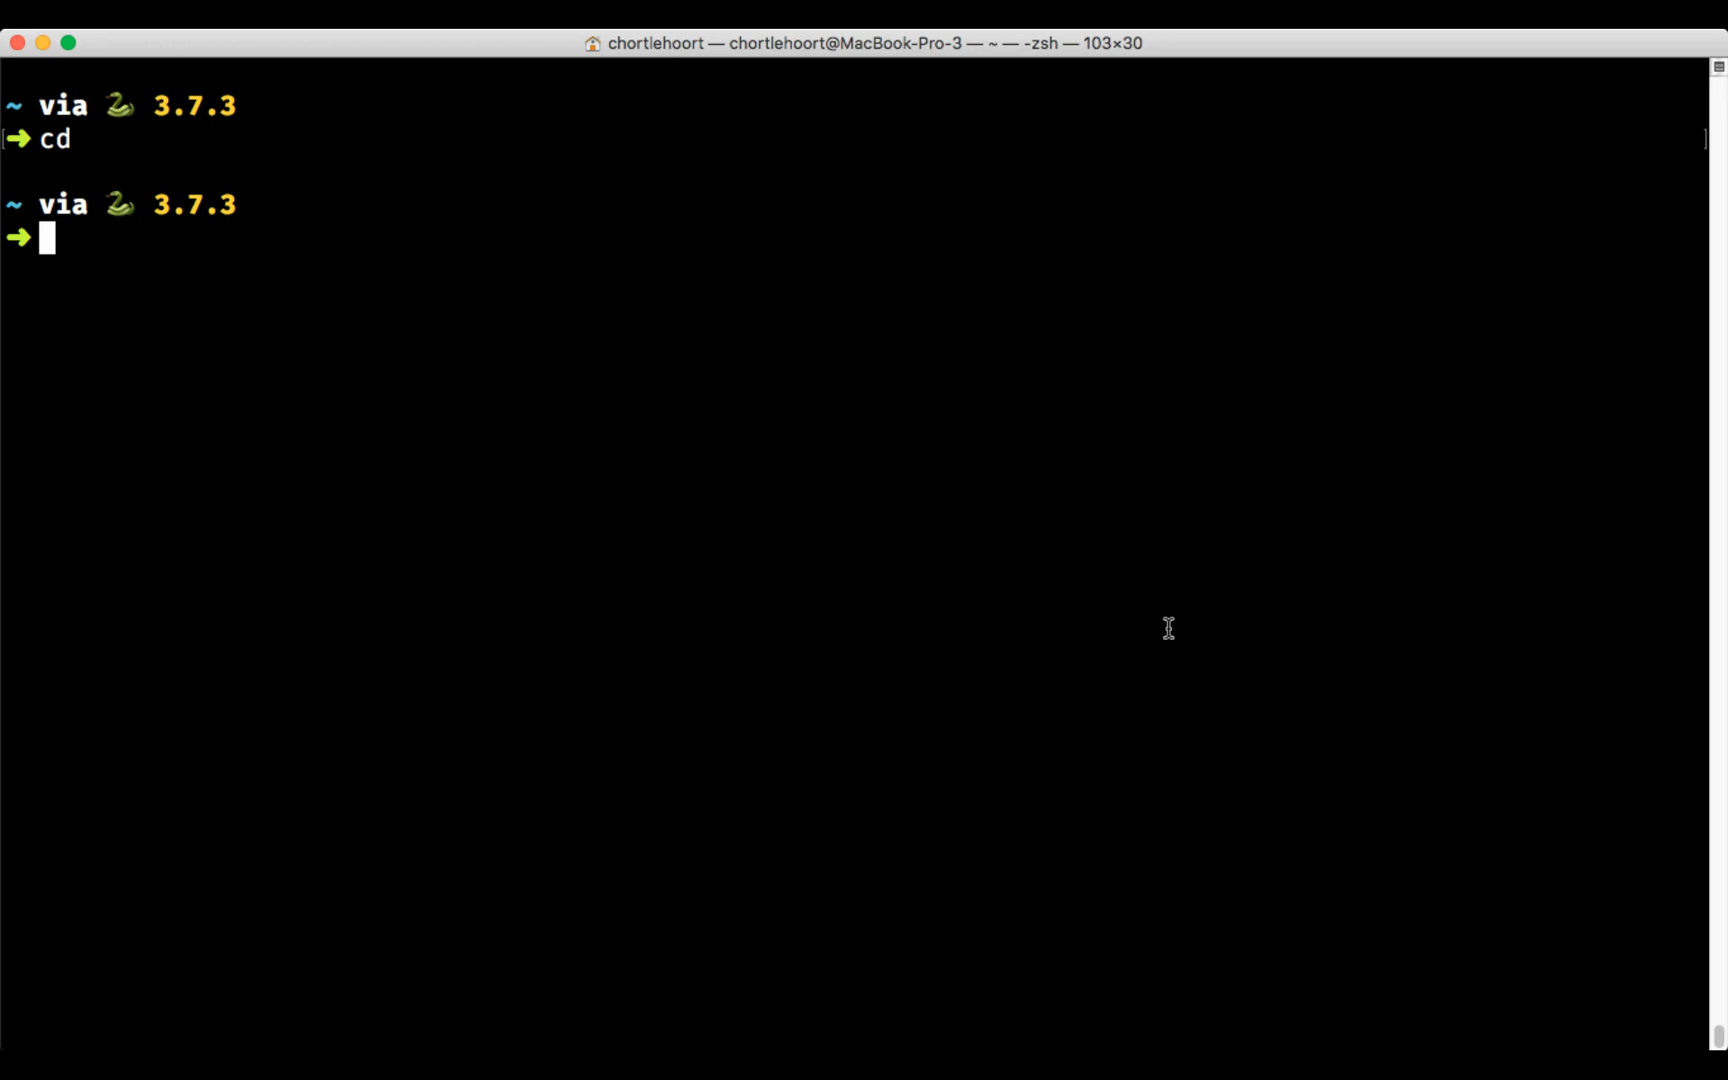 chortlehoort — chortlehoort@MacBook-Pro-3 — ~ — -zsh — 103×30
~ via 🐍 3.7.3
➜ cd
~ via 🐍 3.7.3
➜